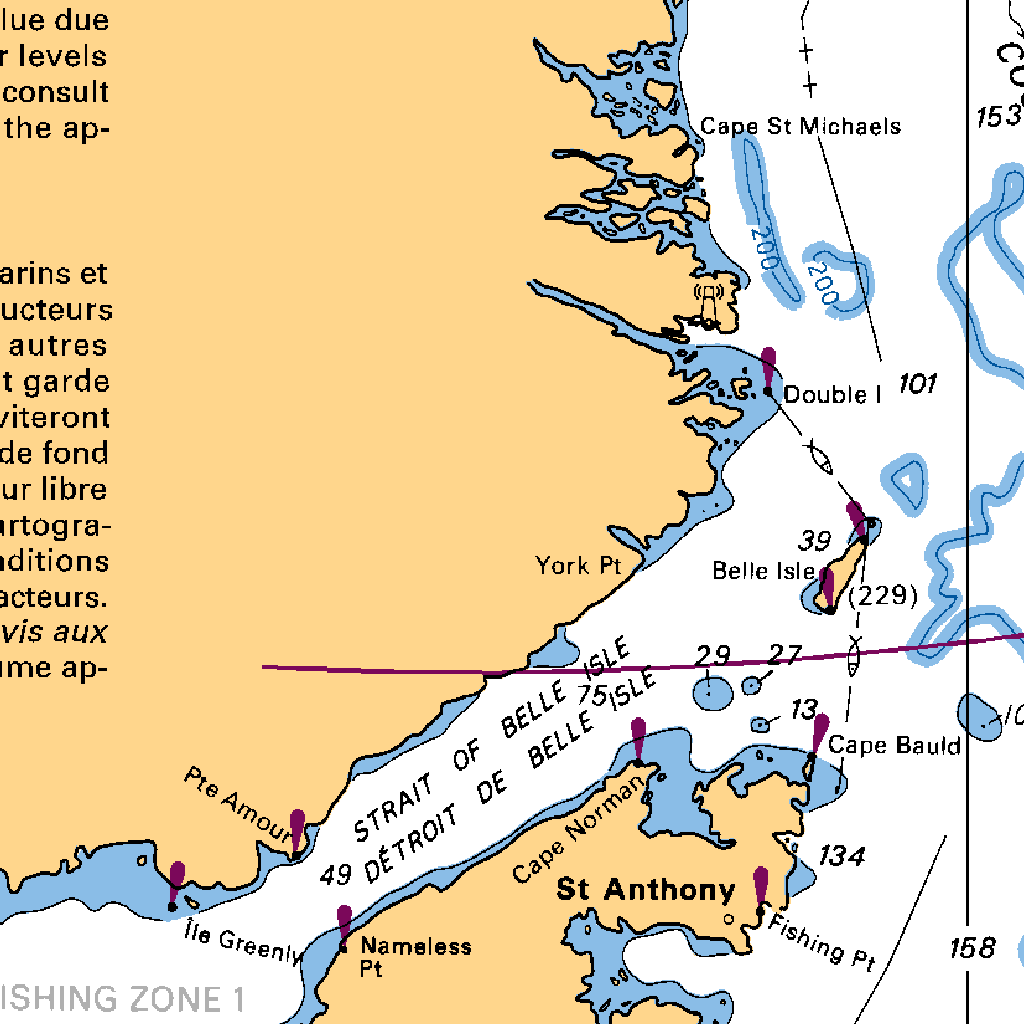 lue due
r levels
consult
the ap-
Cape St Michaels
153
200
200
arins et
ucteurs
autres
t garde
viteront
de fond
ur libre
artogra-
nditions
acteurs.
vis aux
ume ap-
Double I
101
39
York Pt
Belle Isle
(229)
29
27
75
13
STRAIT OF BELLE ISLE
DÉTROIT DE BELLE ISLE
Cape Bauld
Pte Amour
Cape Norman
49
134
St Anthony
Île Greenly
Nameless
Pt
Fishing Pt
158
ISHING ZONE 1